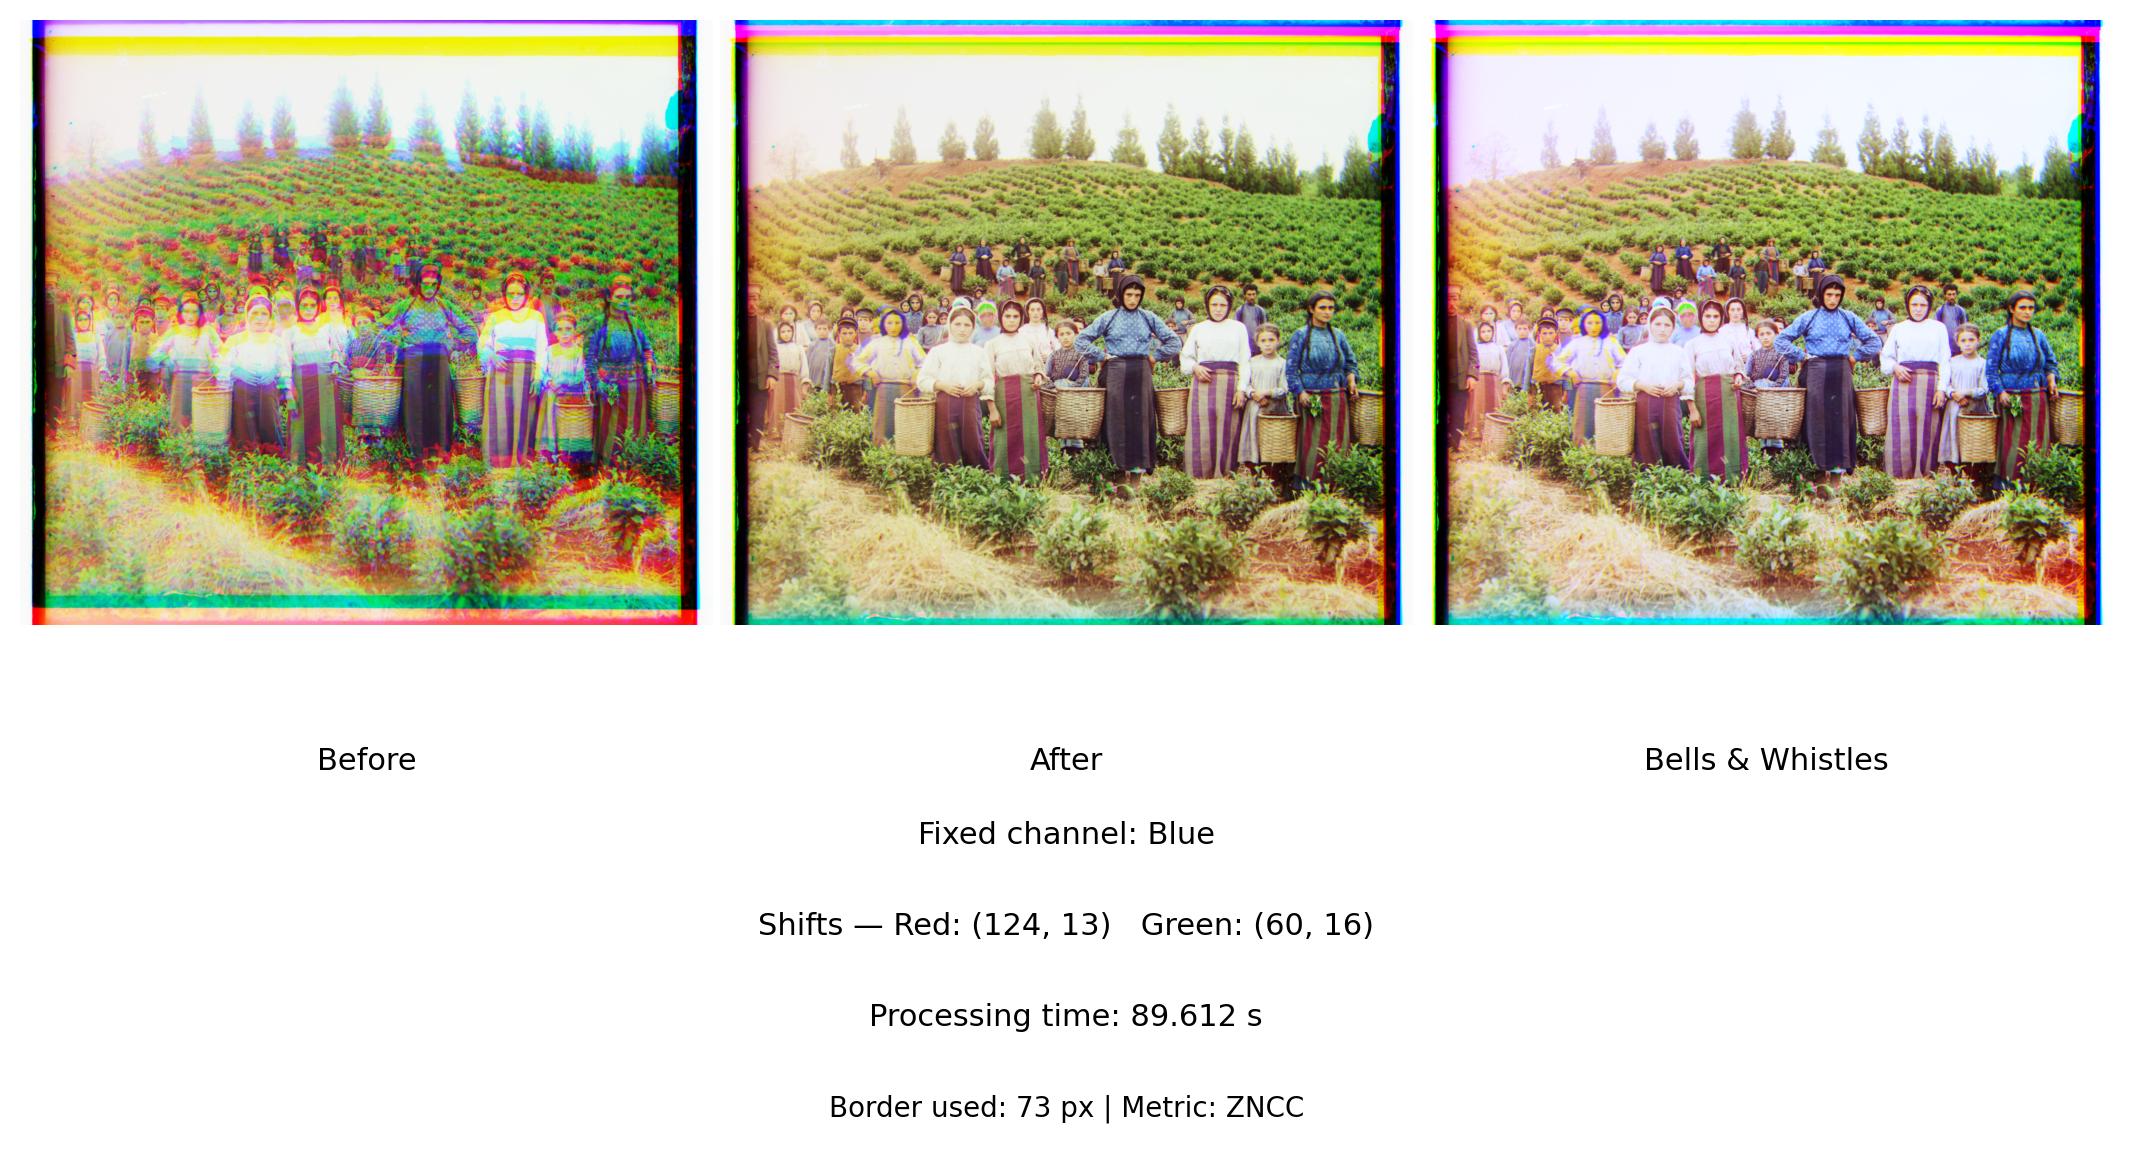 Before
After
Bells & Whistles
Fixed channel: Blue
Shifts — Red: (124, 13)   Green: (60, 16)
Processing time: 89.612 s
Border used: 73 px | Metric: ZNCC